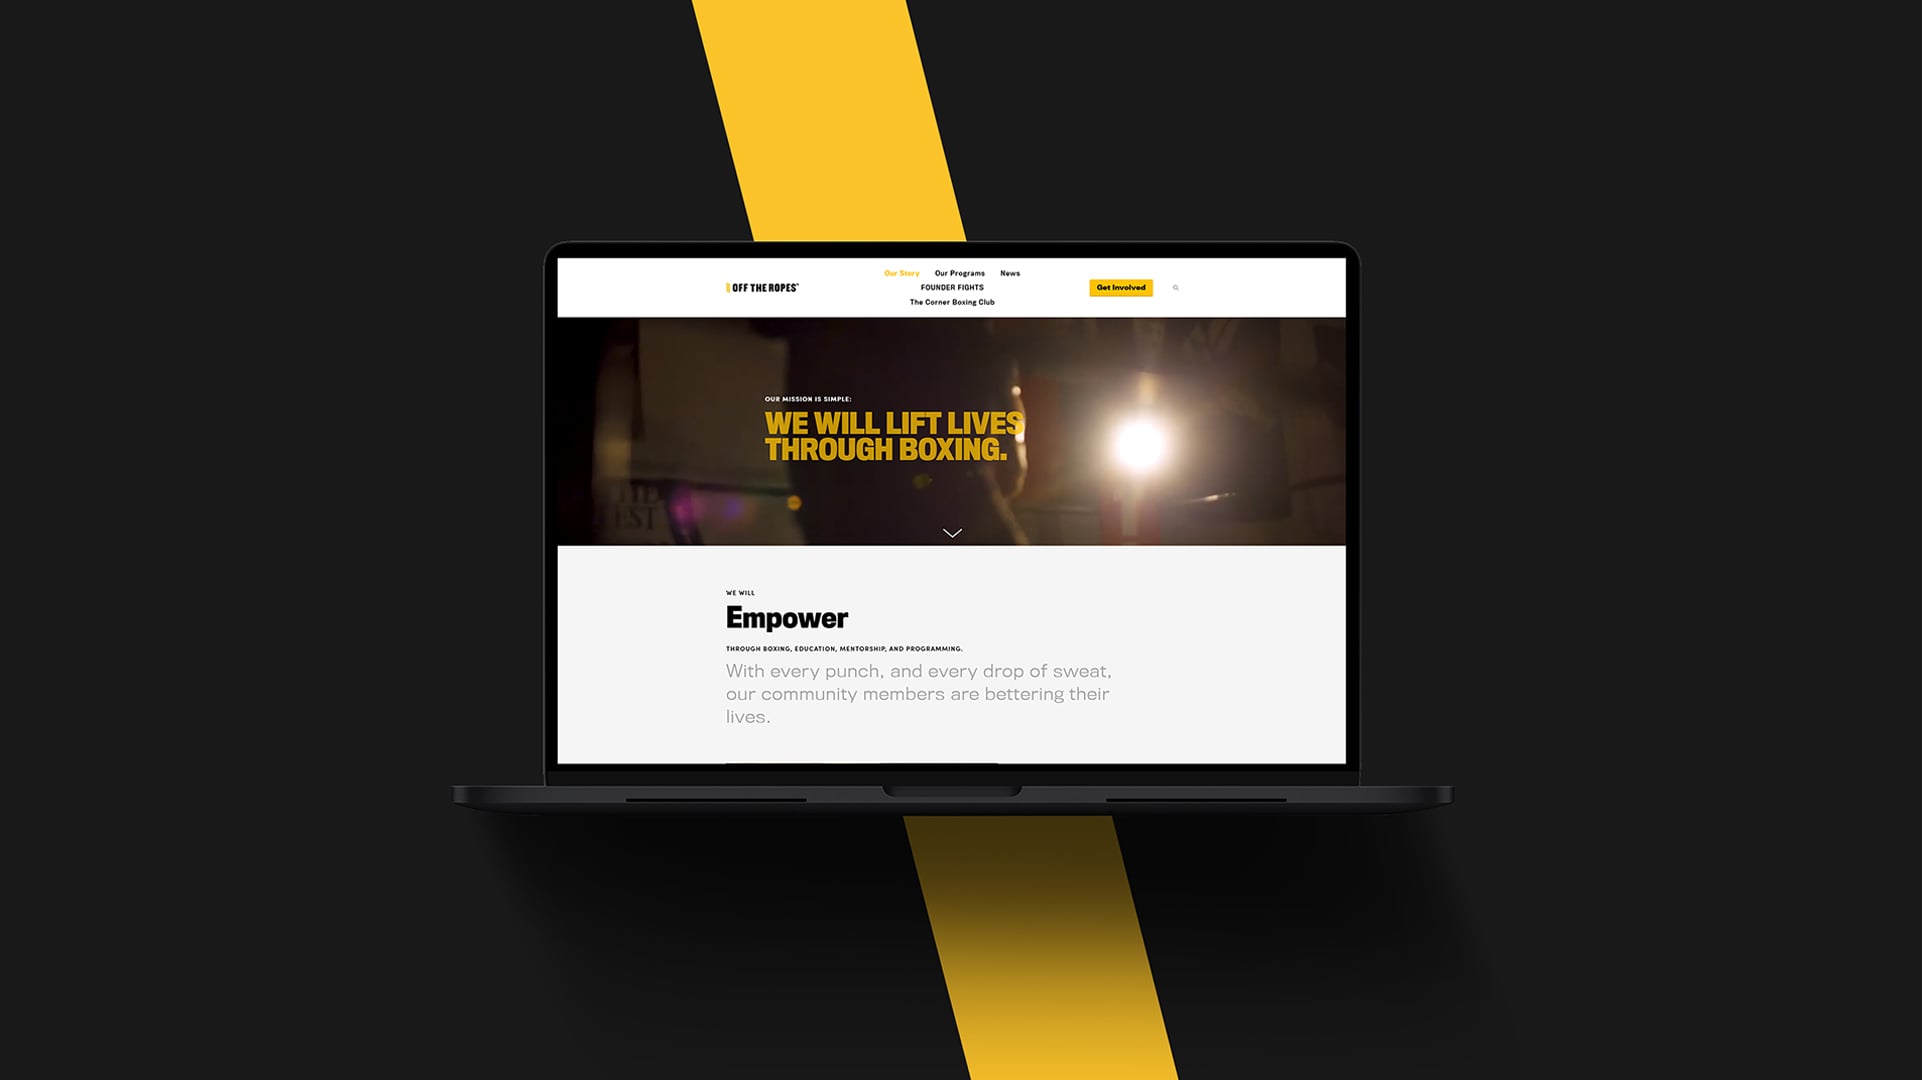 OFF THE ROPES
Our Story Our Programs News
FOUNDER FIGHTS
The Corner Boxing Club
Get Involved
OUR MISSION IS SIMPLE:
WE WILL LIFT LIVES
THROUGH BOXING.
WE WILL
Empower
THROUGH BOXING, EDUCATION, MENTORSHIP, AND PROGRAMMING.
With every punch, and every drop of sweat,
our community members are bettering their
lives.